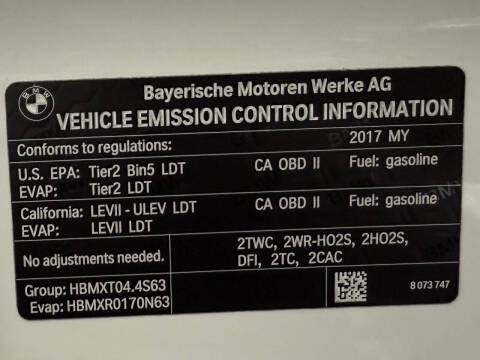 BMW
Bayerische Motoren Werke AG
VEHICLE EMISSION CONTROL INFORMATION
Conforms to regulations: 2017 MY
U.S. EPA: Tier2 Bin5 LDT CA OBD II Fuel: gasoline
EVAP: Tier2 LDT
California: LEVII - ULEV LDT CA OBD II Fuel: gasoline
EVAP: LEVII LDT
No adjustments needed. 2TWC, 2WR-HO2S, 2HO2S,
DFI, 2TC, 2CAC
Group: HBMXT04.4S63
Evap: HBMXR0170N63
8 073 747